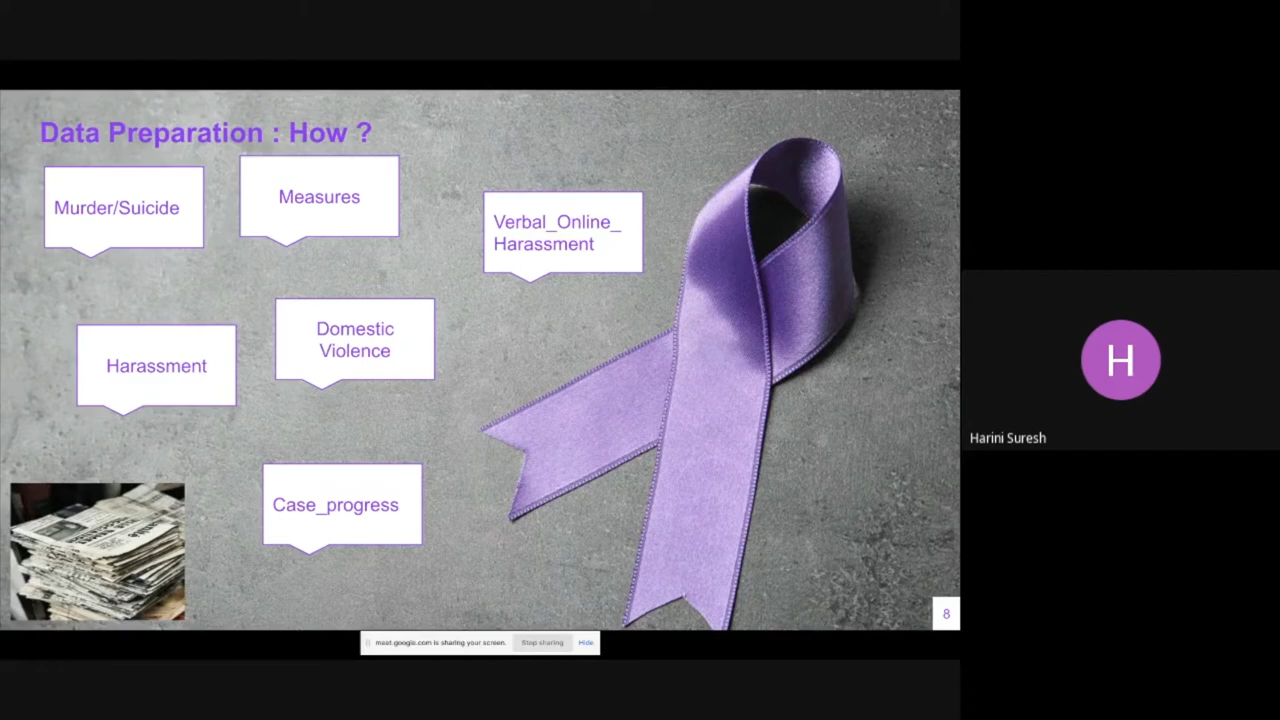 Data Preparation : How ?
Murder/Suicide
Measures
Verbal_Online_
Harassment
Harassment
Domestic
Violence
Case_progress
8
meet.google.com is sharing your screen.
Stop sharing
Hide
H
Harini Suresh